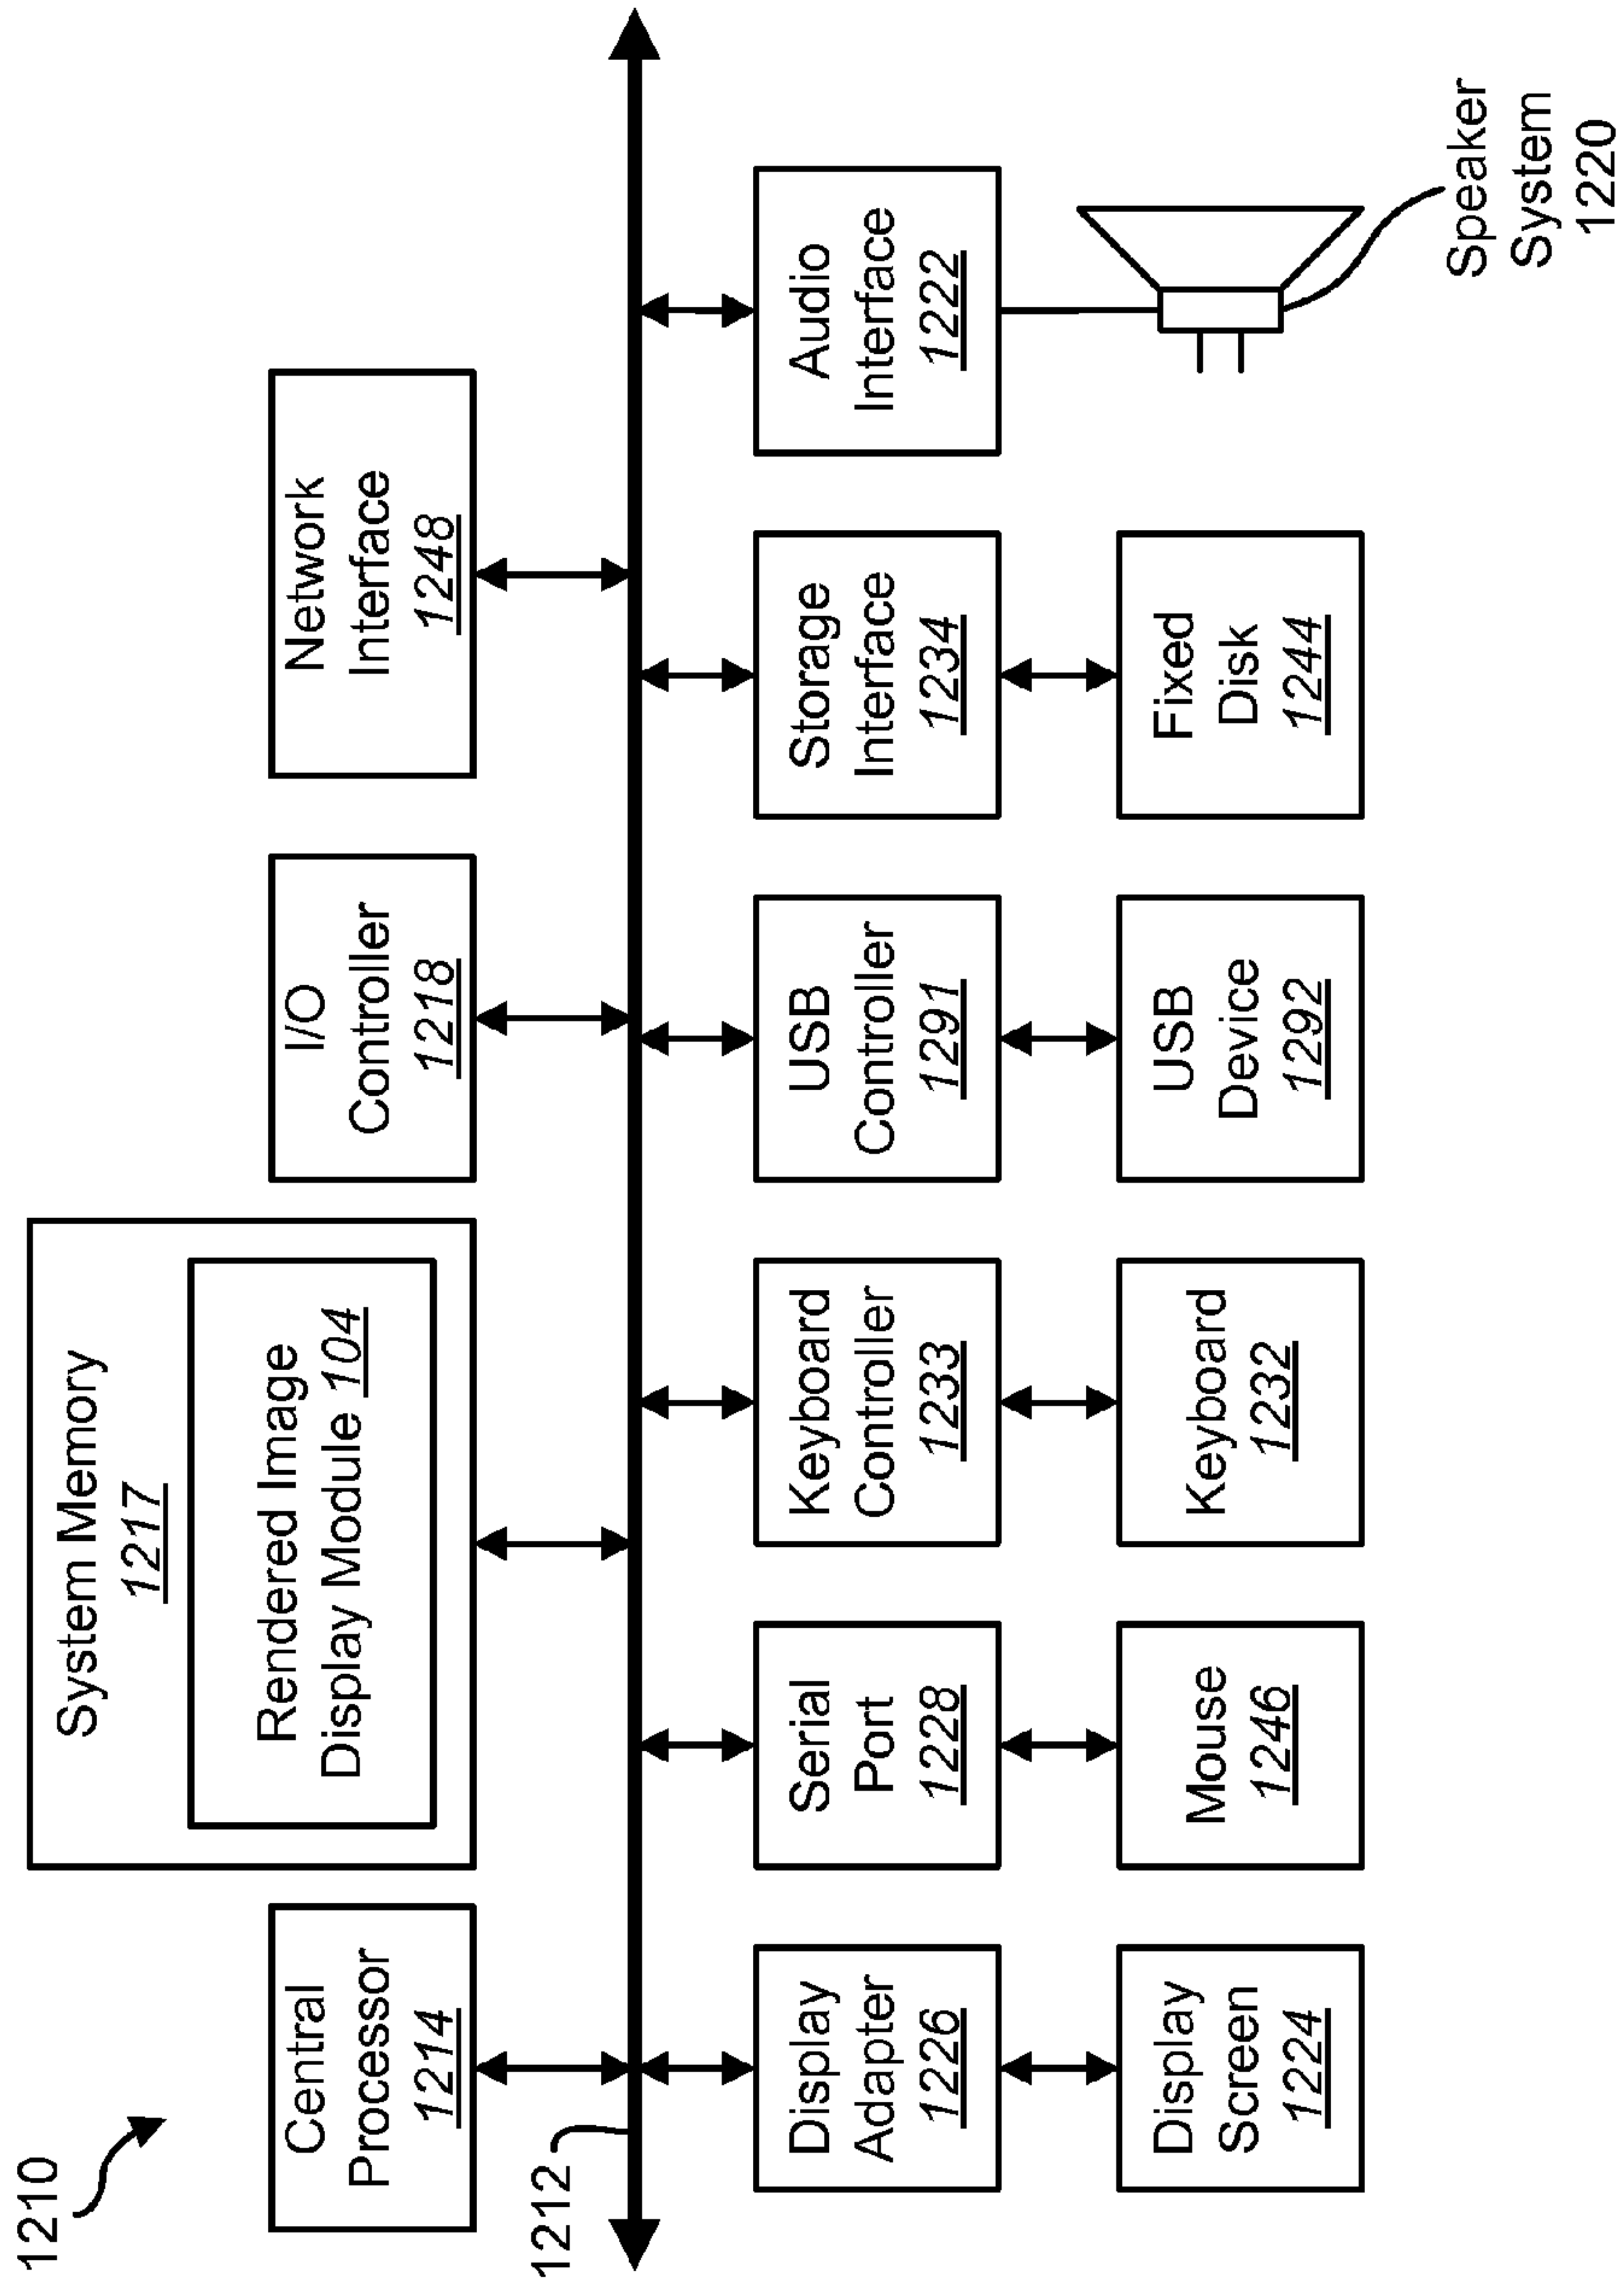 1210
Central
Processor
1214
System Memory
1217
Rendered Image
Display Module 104
I/O
Controller
1218
Network
Interface
1248
1212
Display
Adapter
1226
Serial
Port
1228
Keyboard
Controller
1233
USB
Controller
1291
Storage
Interface
1234
Audio
Interface
1222
Display
Screen
1224
Mouse
1246
Keyboard
1232
USB
Device
1292
Fixed
Disk
1244
Speaker
System
1220